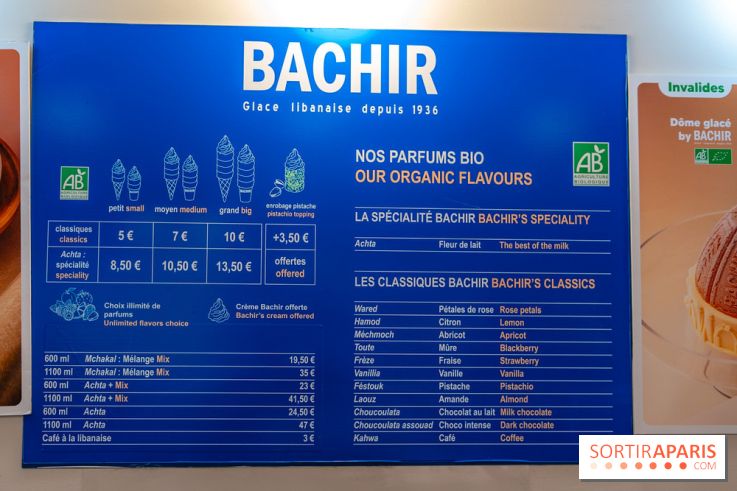 BACHIR
Glace libanaise depuis 1936
AB
AGRICULTURE BIOLOGIQUE
petit small
moyen medium
grand big
enrobage pistache
pistachio topping
classiques
classics
5 €
7 €
10 €
+3,50 €
Achta :
spécialité
speciality
8,50 €
10,50 €
13,50 €
offertes
offered
Choix illimité de
parfums
Unlimited flavors choice
Crème Bachir offerte
Bachir's cream offered
600 ml Mchakal : Mélange Mix 19,50 €
1100 ml Mchakal : Mélange Mix 35 €
600 ml Achta + Mix 23 €
1100 ml Achta + Mix 41,50 €
600 ml Achta 24,50 €
1100 ml Achta 47 €
Café à la libanaise 3 €
NOS PARFUMS BIO
OUR ORGANIC FLAVOURS
AB
AGRICULTURE
BIOLOGIQUE
LA SPÉCIALITÉ BACHIR BACHIR'S SPECIALITY
Achta Fleur de lait The best of the milk
LES CLASSIQUES BACHIR BACHIR'S CLASSICS
Wared Pétales de rose Rose petals
Hamod Citron Lemon
Méchmoch Abricot Apricot
Toute Mûre Blackberry
Frèze Fraise Strawberry
Vanillia Vanille Vanilla
Féstouk Pistache Pistachio
Laouz Amande Almond
Choucoulata Chocolat au lait Milk chocolate
Choucoulata assouad Choco intense Dark chocolate
Kahwa Café Coffee
Invalides
Dôme glacé
by BACHIR
AB
SORTIRAPARIS
.COM